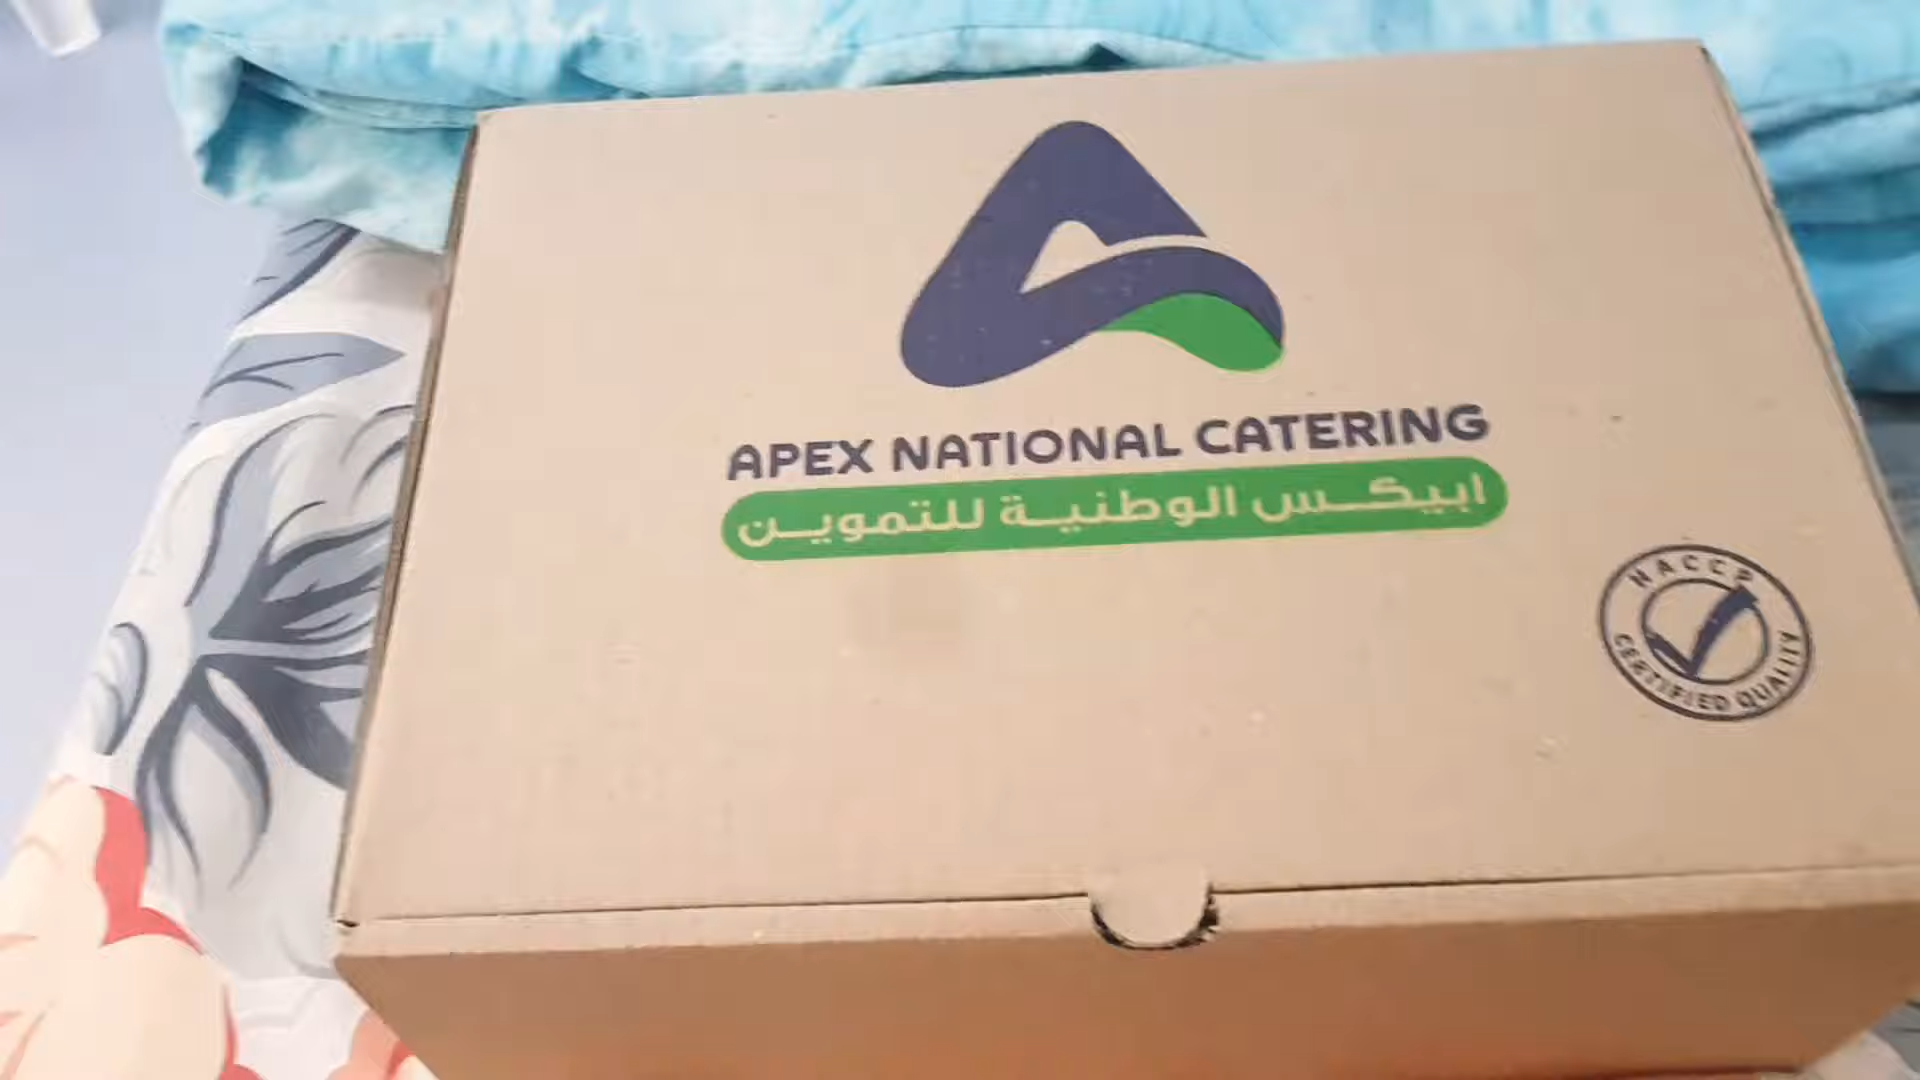 APEX NATIONAL CATERING
ابيكس الوطنية للتموين
HACCP
CERTIFIED QUALITY